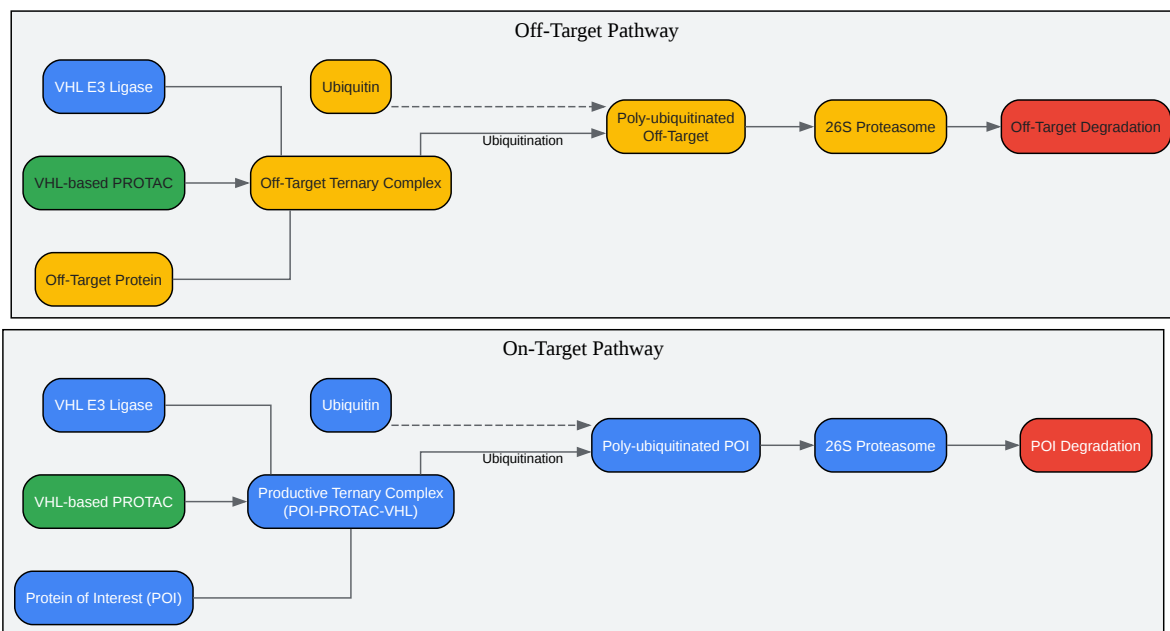 Off-Target Pathway
VHL E3 Ligase
Ubiquitin
Poly-ubiquitinated
Off-Target
26S Proteasome
Off-Target Degradation
Ubiquitination
VHL-based PROTAC
Off-Target Ternary Complex
Off-Target Protein
On-Target Pathway
VHL E3 Ligase
Ubiquitin
Poly-ubiquitinated POI
26S Proteasome
POI Degradation
Ubiquitination
VHL-based PROTAC
Productive Ternary Complex
(POI-PROTAC-VHL)
Protein of Interest (POI)